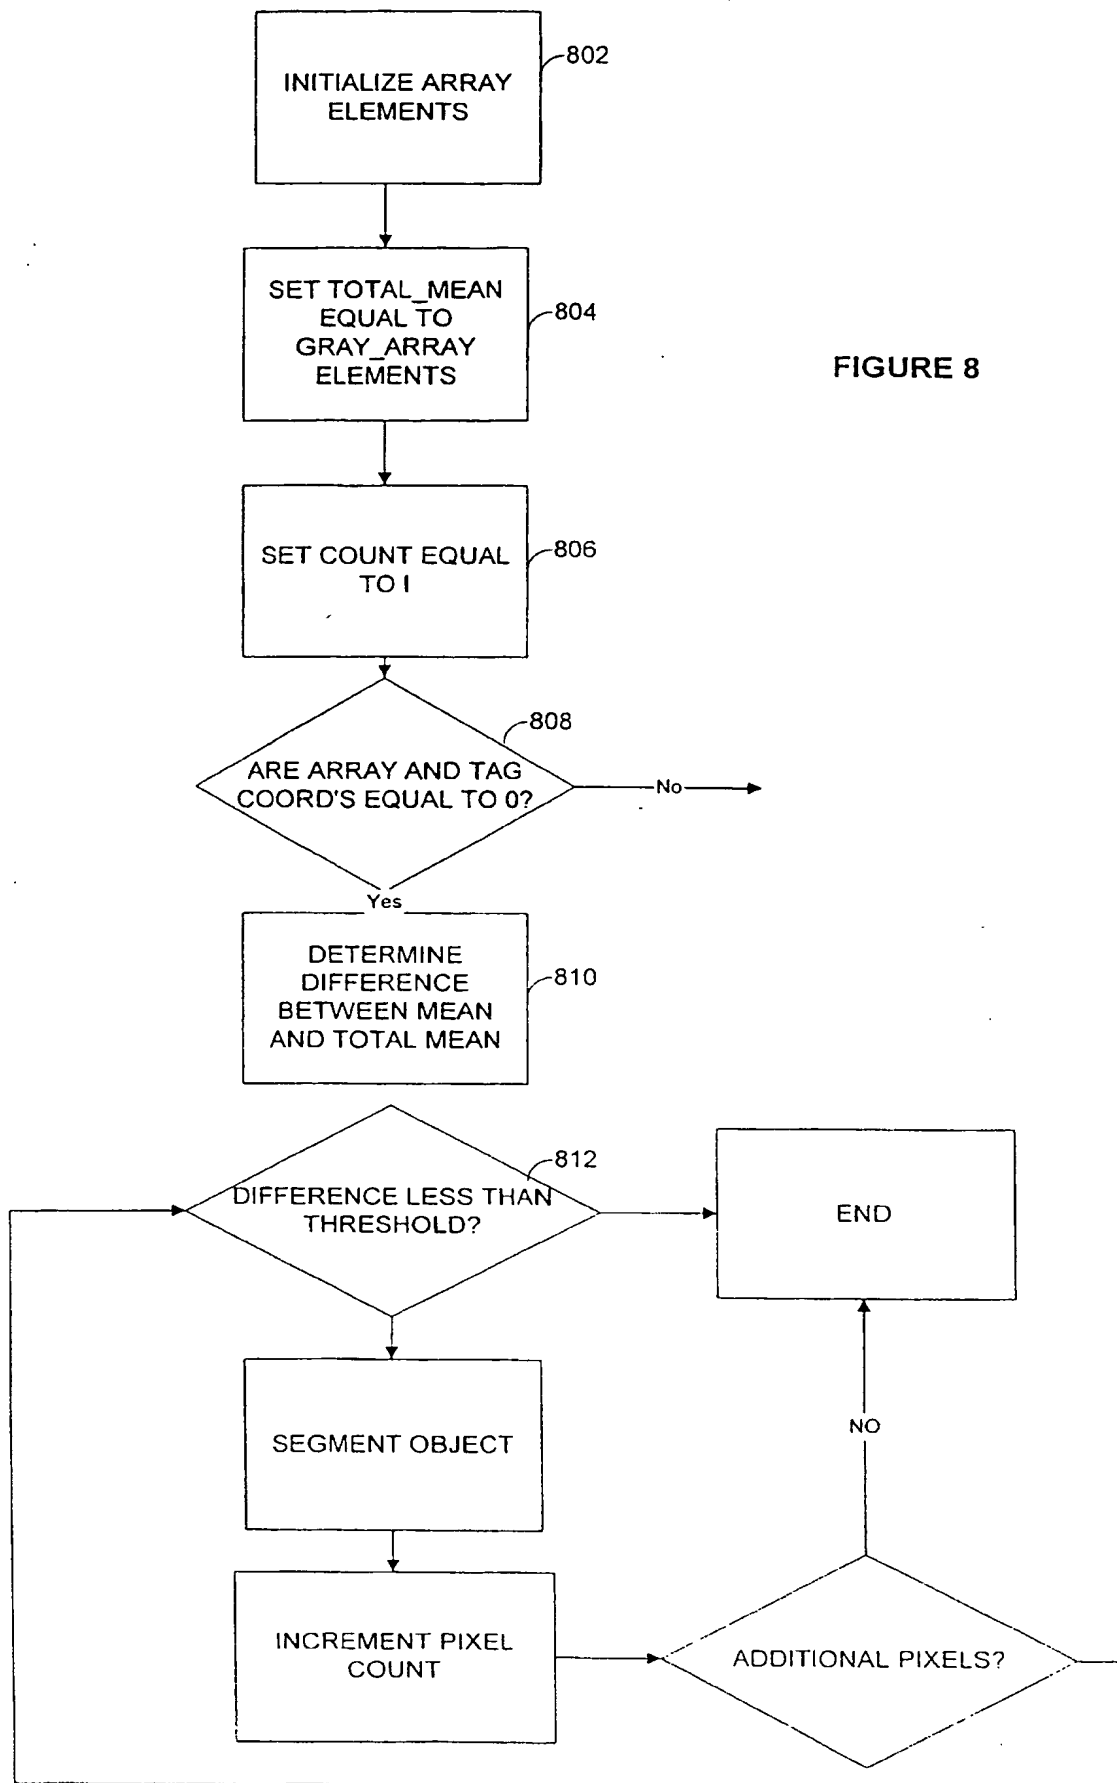 802
INITIALIZE ARRAY
ELEMENTS
SET TOTAL_MEAN
EQUAL TO
GRAY_ARRAY
ELEMENTS
804
FIGURE 8
SET COUNT EQUAL
TO I
806
808
ARE ARRAY AND TAG
COORD'S EQUAL TO 0?
No
Yes
DETERMINE
DIFFERENCE
BETWEEN MEAN
AND TOTAL MEAN
810
812
DIFFERENCE LESS THAN
THRESHOLD?
END
SEGMENT OBJECT
NO
INCREMENT PIXEL
COUNT
ADDITIONAL PIXELS?